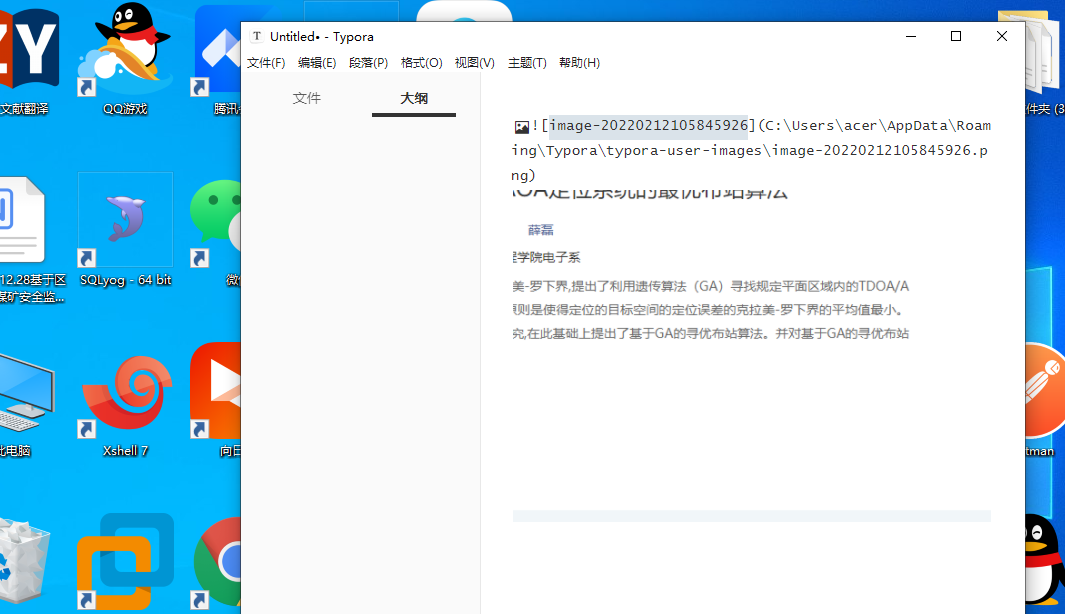 Untitled• - Typora
文件(F) 编辑(E) 段落(P) 格式(O) 视图(V) 主题(T) 帮助(H)
文件 大纲
![image-20220212105845926](C:\Users\acer\AppData\Roam
ing\Typora\typora-user-images\image-20220212105845926.p
ng)
AOA定位系统的最优布站算法
薛磊
学院电子系
美-罗下界,提出了利用遗传算法（GA）寻找规定平面区域内的TDOA/A
原则是使得定位的目标空间的定位误差的克拉美-罗下界的平均值最小。
究,在此基础上提出了基于GA的寻优布站算法。并对基于GA的寻优布站
ZY
文献翻译
QQ游戏
腾讯
件夹 (3
12.28基于区
煤矿安全监...
SQLyog - 64 bit
微
此电脑
Xshell 7
向日
tman